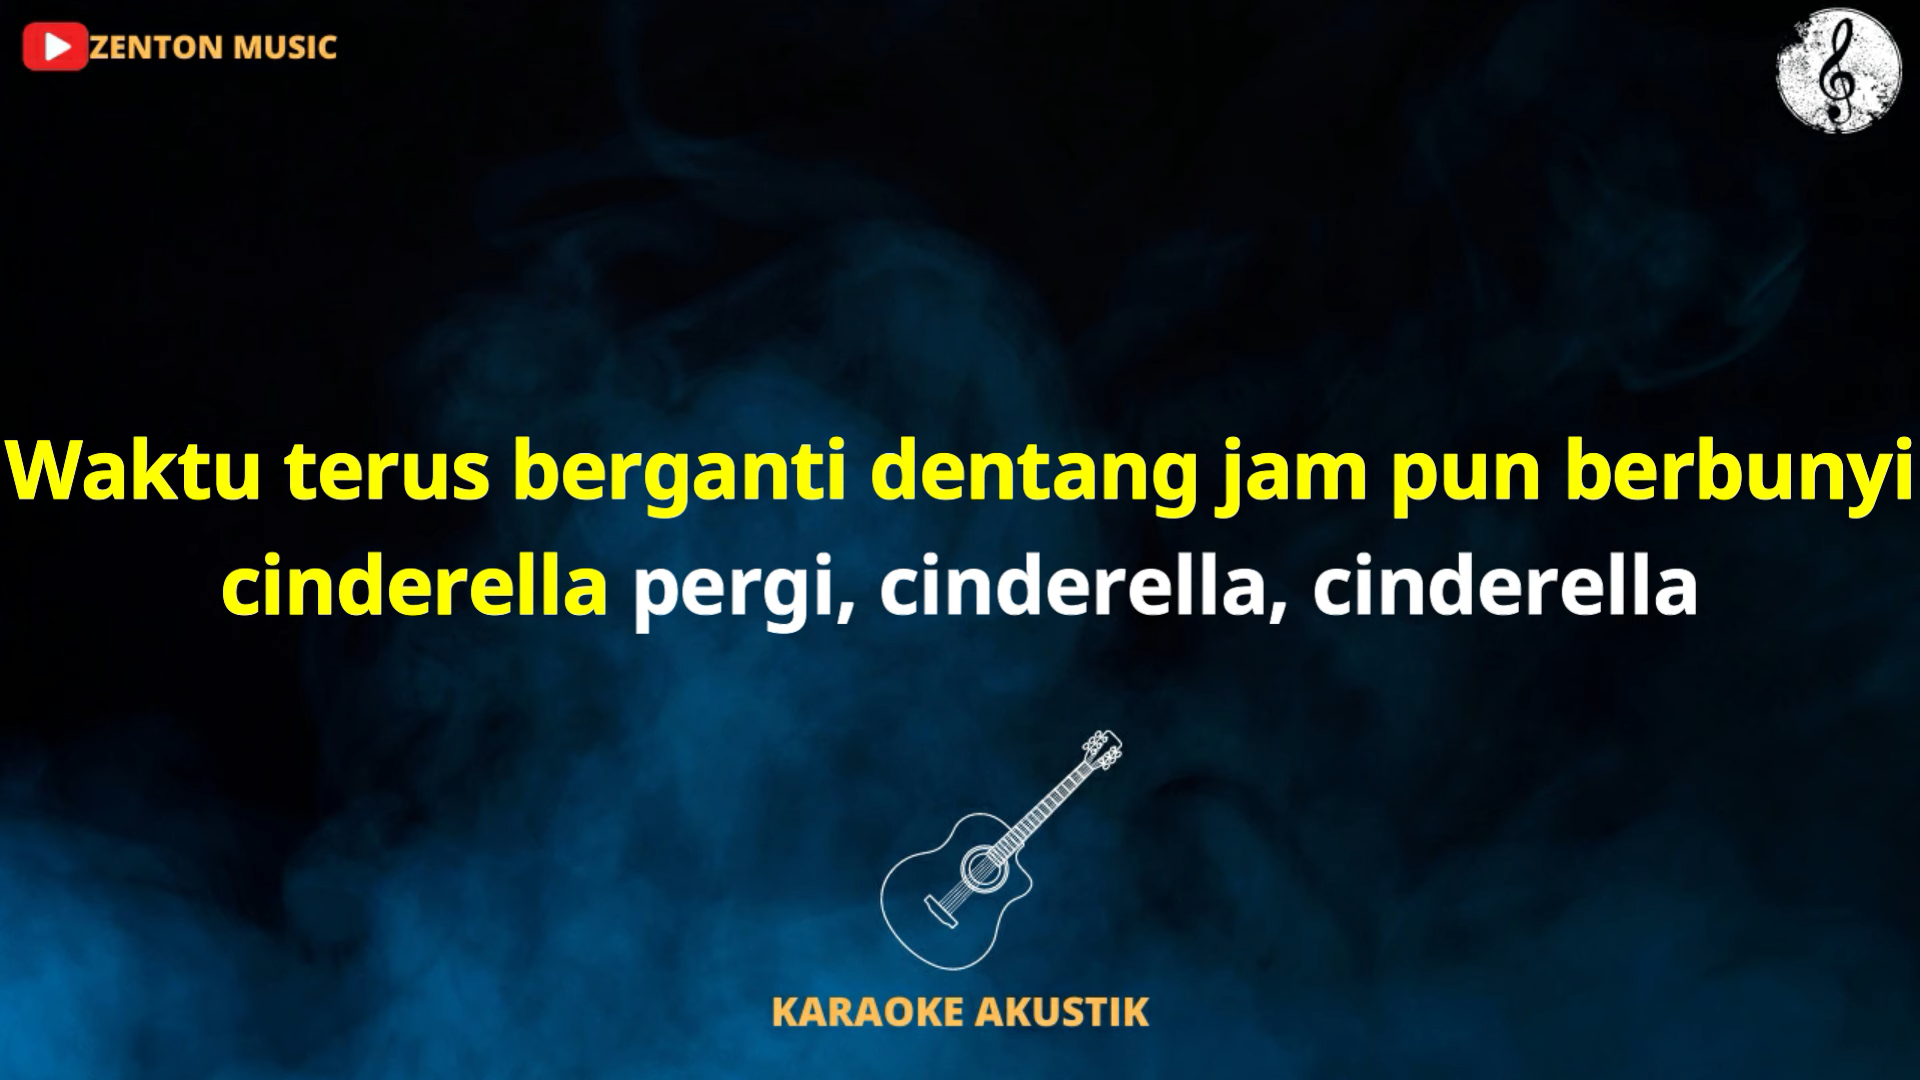 ZENTON MUSIC
Waktu terus berganti dentang jam pun berbunyi
cinderella pergi, cinderella, cinderella
KARAOKE AKUSTIK